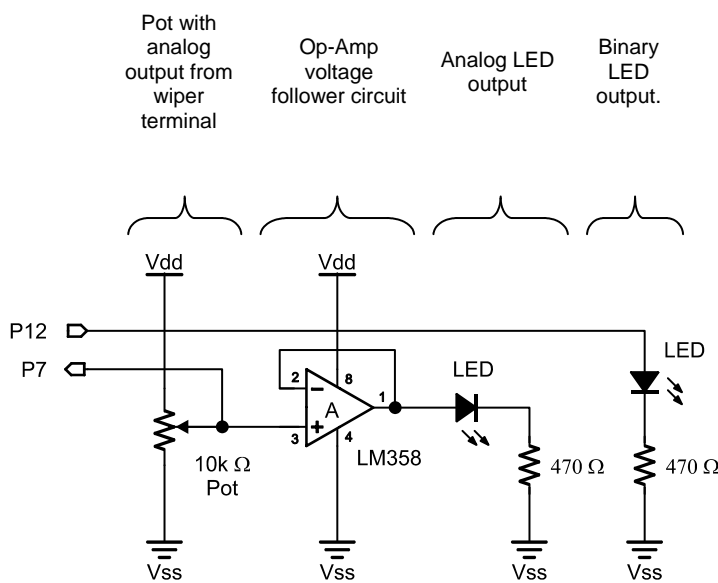 Pot with
analog
output from
wiper
terminal
Op-Amp
voltage
follower circuit
Analog LED
output
Binary
LED
output.
Vdd
Vdd
P12
P7
LED
LED
2
8
1
A
3
4
LM358
10k Ω
Pot
470 Ω
470 Ω
Vss
Vss
Vss
Vss